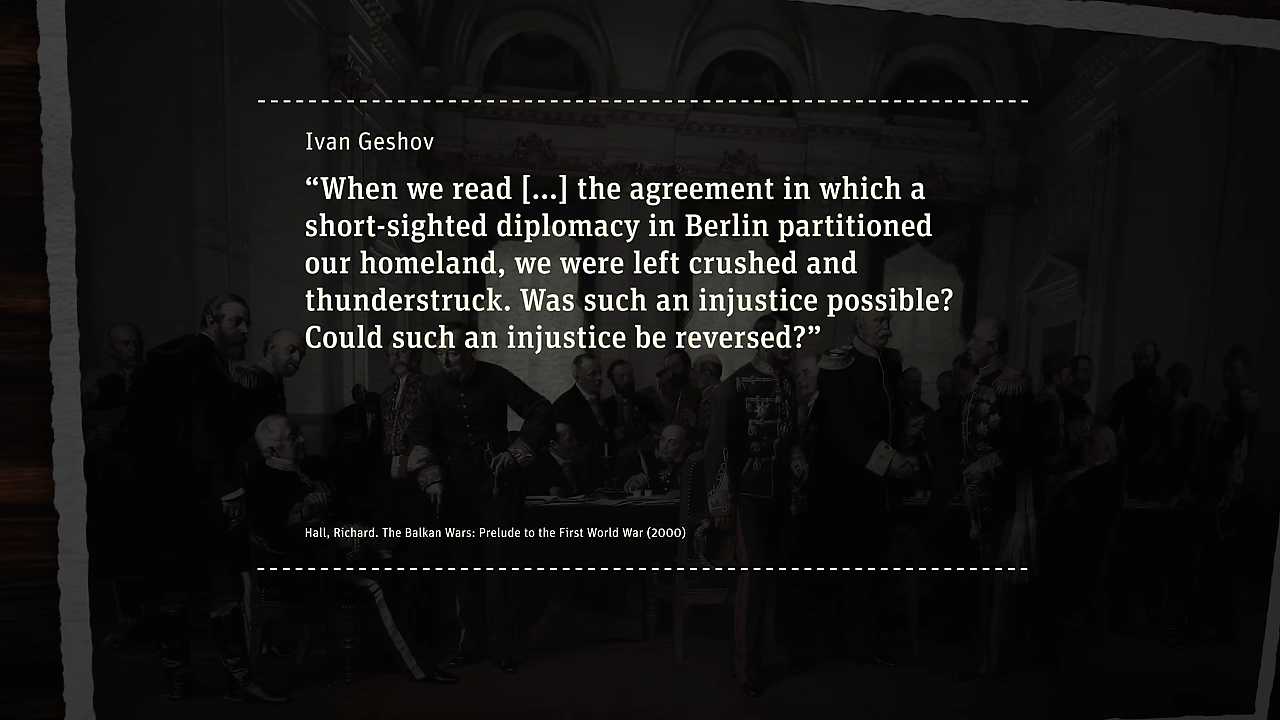 Ivan Geshov
“When we read [...] the agreement in which a
short-sighted diplomacy in Berlin partitioned
our homeland, we were left crushed and
thunderstruck. Was such an injustice possible?
Could such an injustice be reversed?”
Hall, Richard. The Balkan Wars: Prelude to the First World War (2000)